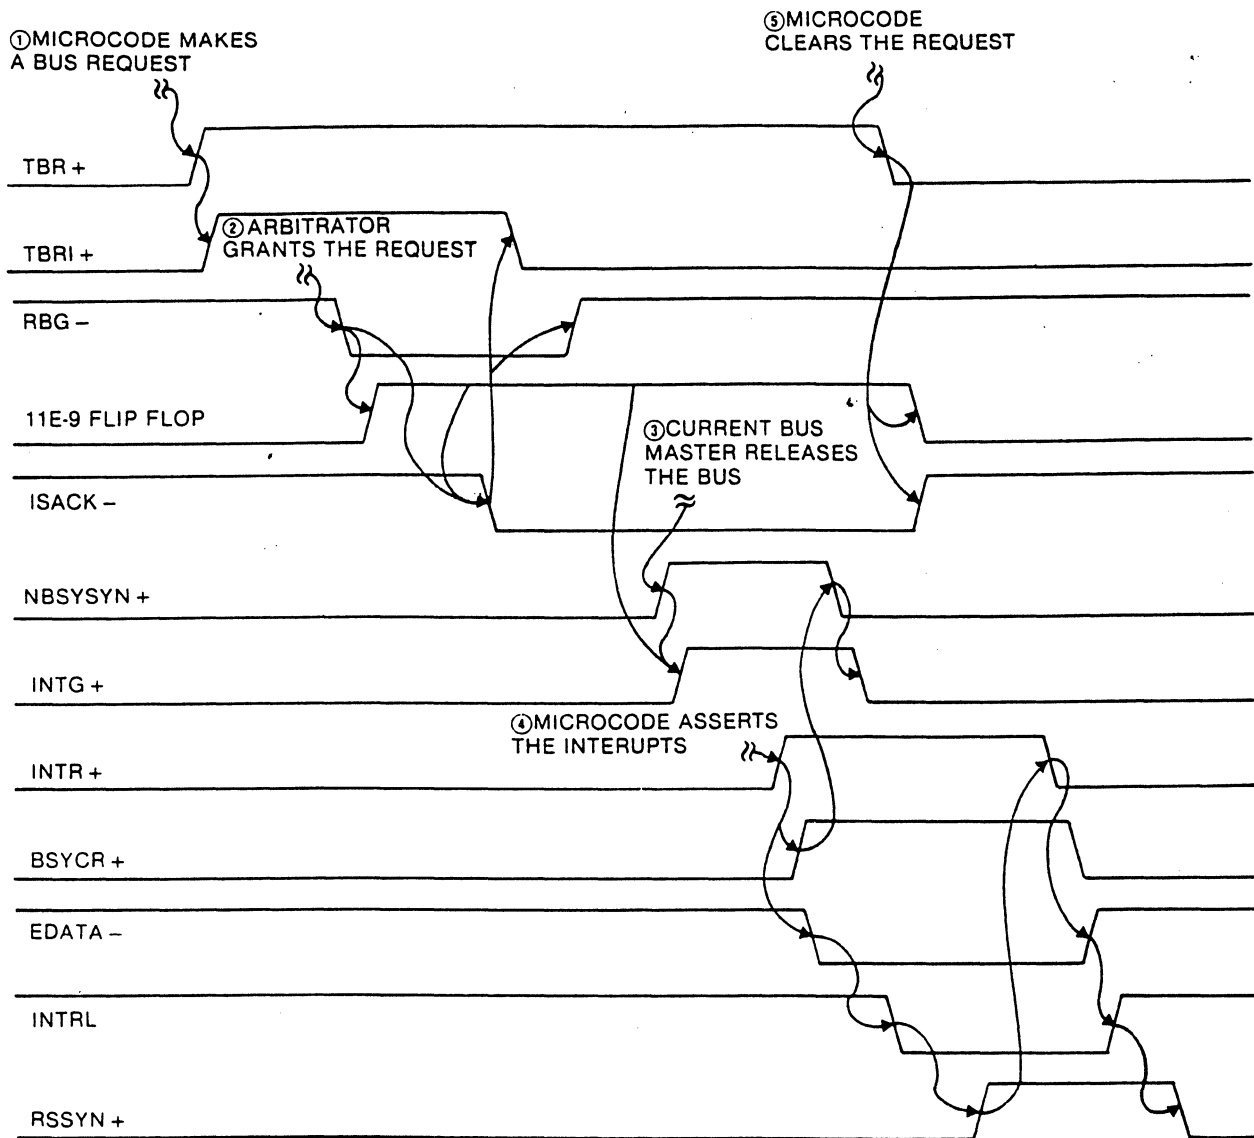 ①MICROCODE MAKES
A BUS REQUEST
⑤MICROCODE
CLEARS THE REQUEST
TBR +
②ARBITRATOR
GRANTS THE REQUEST
TBRI +
RBG −
11E-9 FLIP FLOP
③CURRENT BUS
MASTER RELEASES
THE BUS
ISACK −
NBSYSYN +
INTG +
④MICROCODE ASSERTS
THE INTERUPTS
INTR +
BSYCR +
EDATA −
INTRL
RSSYN +